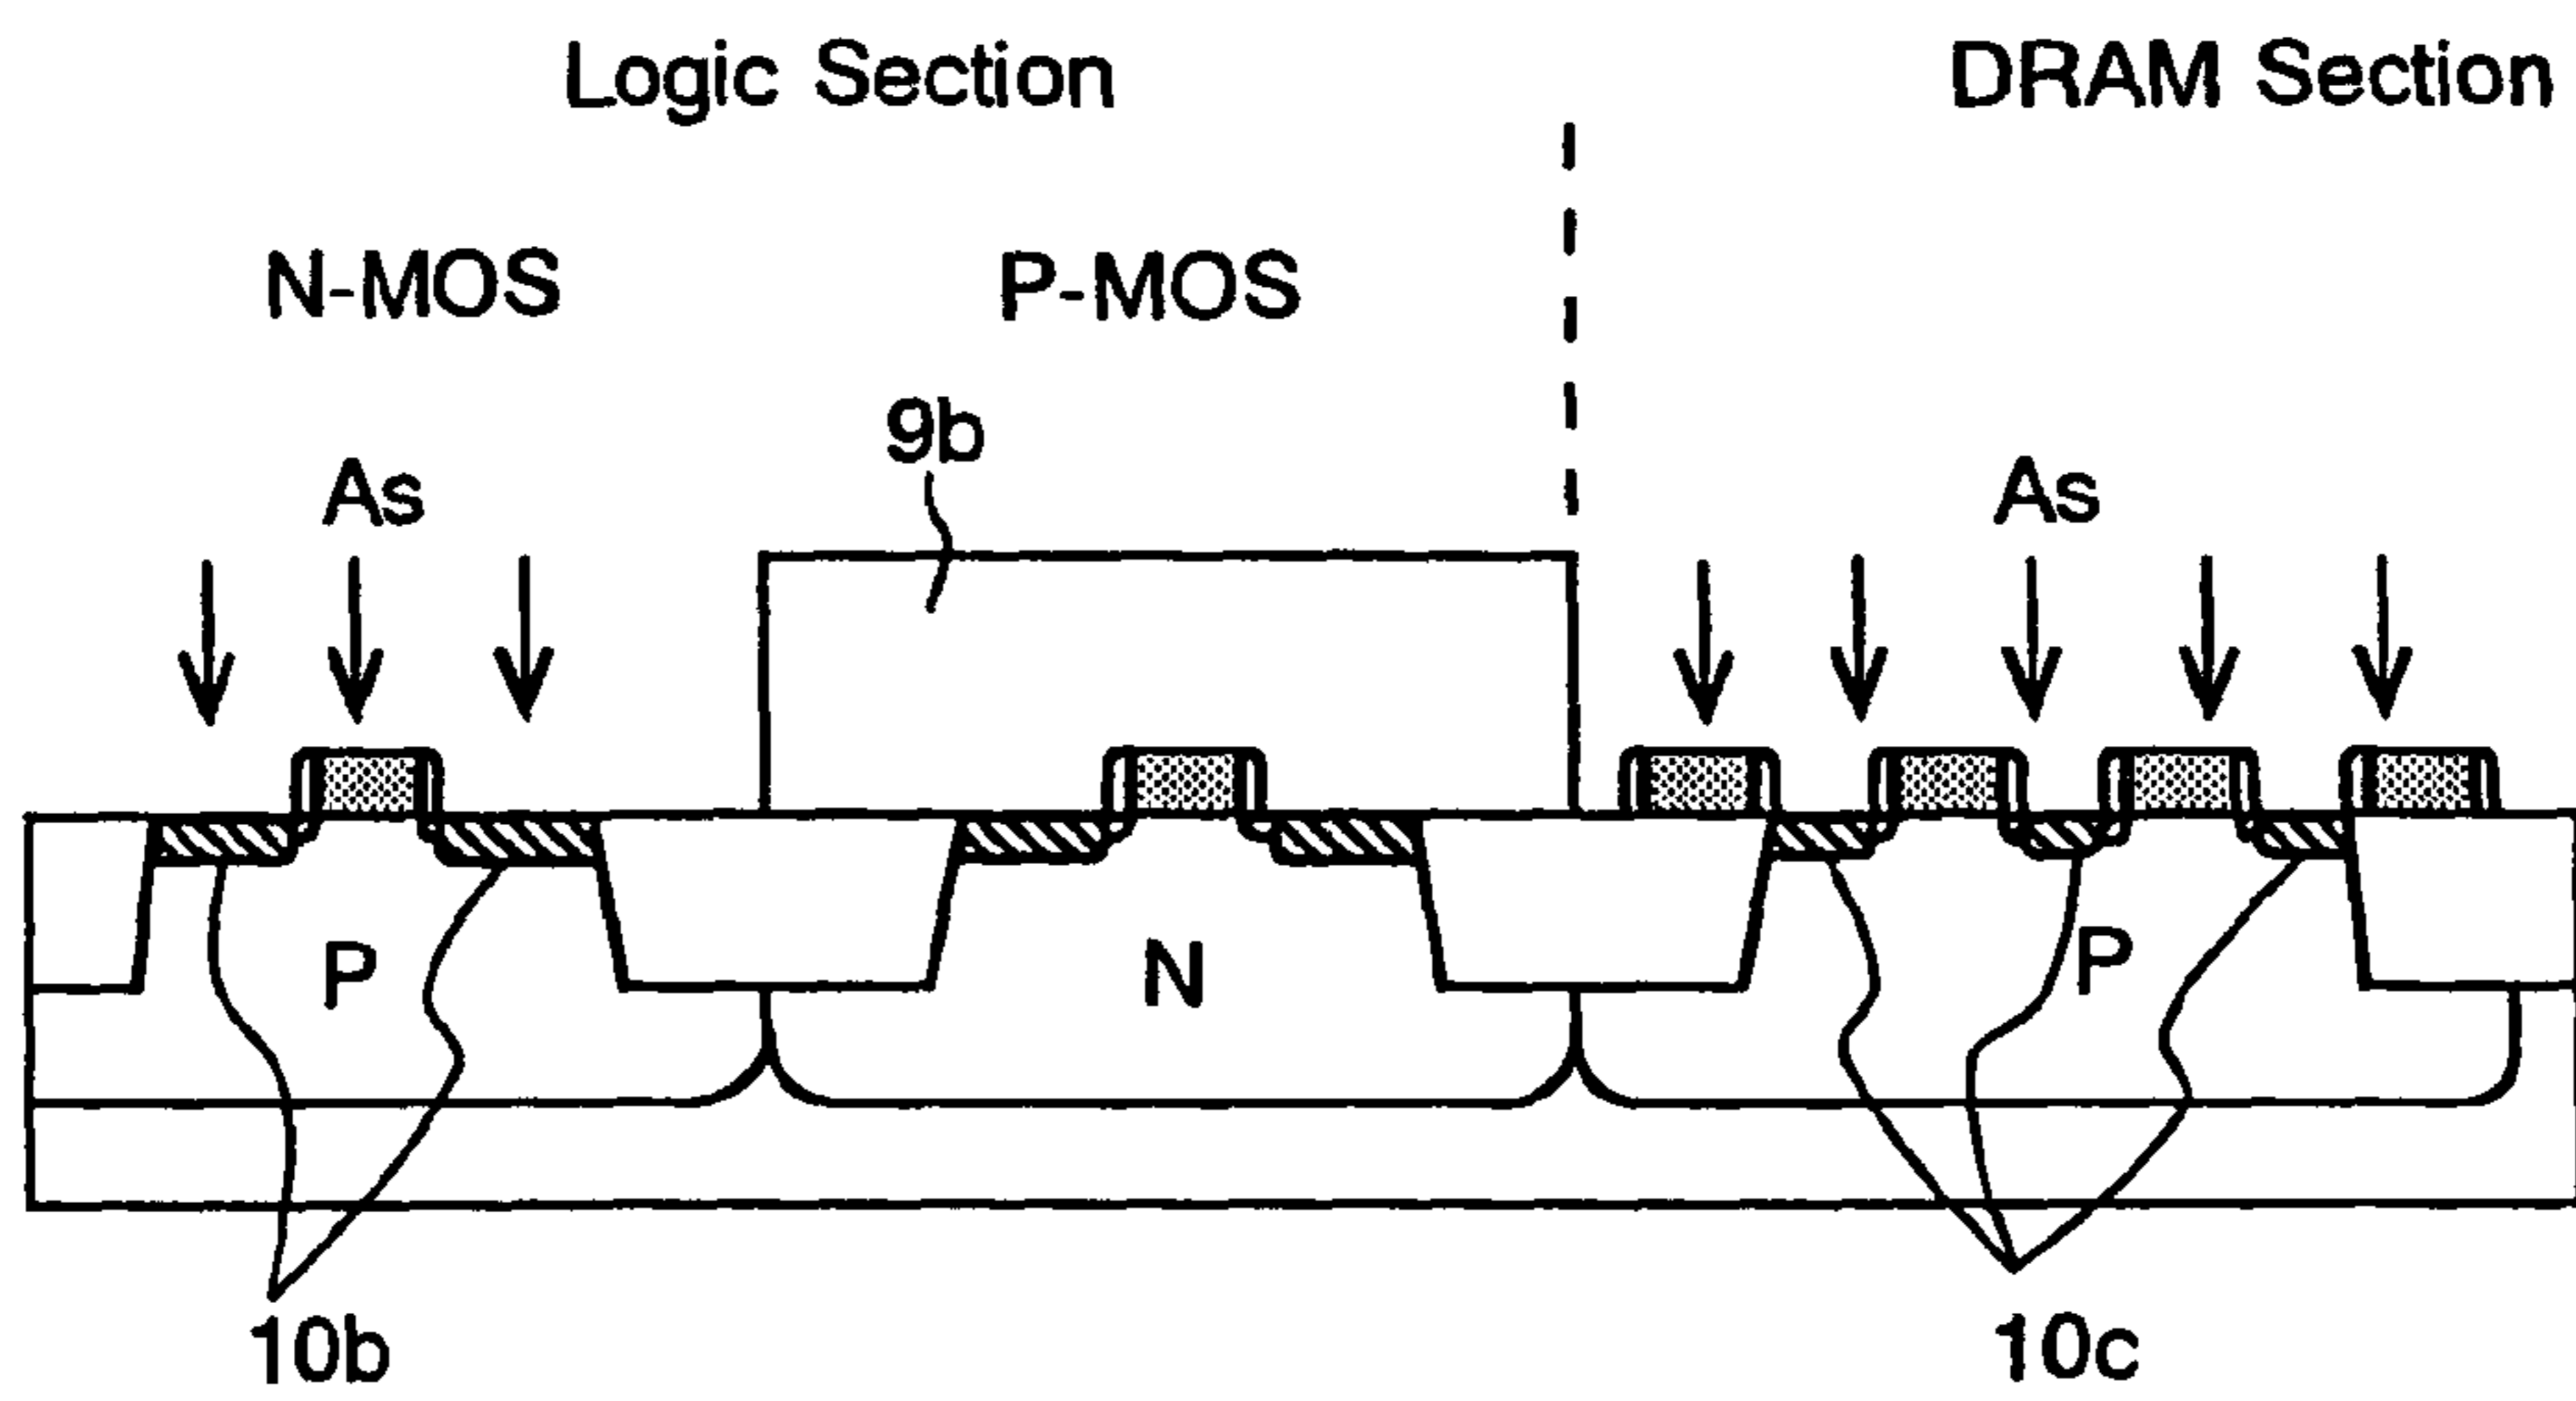 Logic Section
DRAM Section
N-MOS
P-MOS
9b
As
As
P
N
P
10b
10c